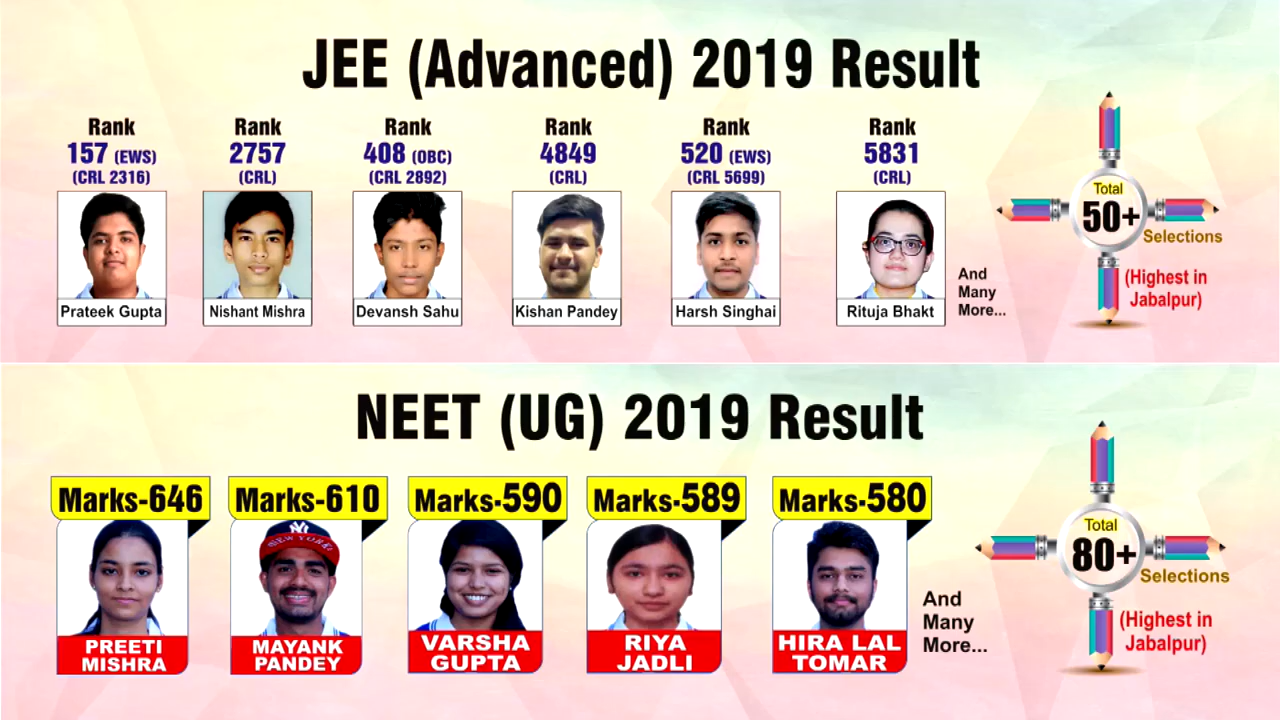 JEE (Advanced) 2019 Result
Rank
157 (EWS)
(CRL 2316)
Prateek Gupta
Rank
2757
(CRL)
Nishant Mishra
Rank
408 (OBC)
(CRL 2892)
Devansh Sahu
Rank
4849
(CRL)
Kishan Pandey
Rank
520 (EWS)
(CRL 5699)
Harsh Singhai
Rank
5831
(CRL)
Rituja Bhakt
And
Many
More...
Total
50+
Selections
(Highest in
Jabalpur)
NEET (UG) 2019 Result
Marks-646
PREETI
MISHRA
Marks-610
NEW YORK
MAYANK
PANDEY
Marks-590
VARSHA
GUPTA
Marks-589
RIYA
JADLI
Marks-580
HIRA LAL
TOMAR
And
Many
More...
Total
80+
Selections
(Highest in
Jabalpur)